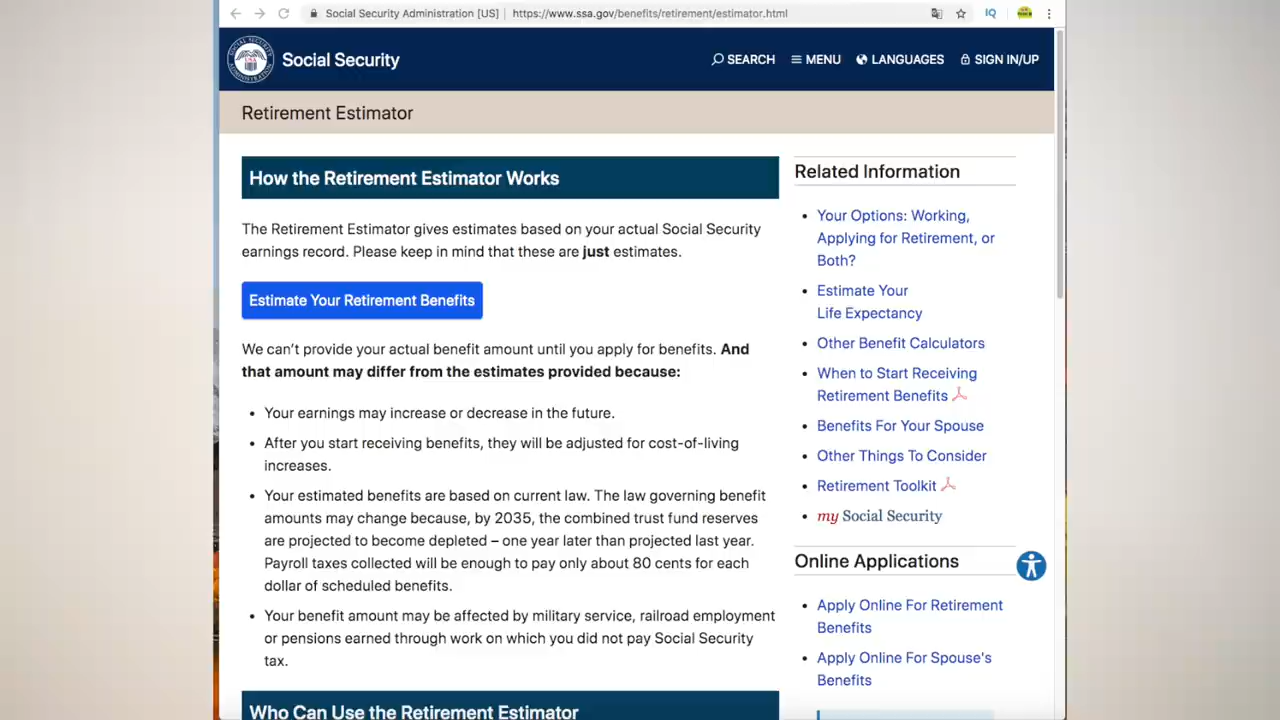 Social Security Administration [US] | https://www.ssa.gov/benefits/retirement/estimator.html
IQ
Social Security
SEARCH MENU LANGUAGES SIGN IN/UP
Retirement Estimator
How the Retirement Estimator Works
The Retirement Estimator gives estimates based on your actual Social Security
earnings record. Please keep in mind that these are just estimates.
Estimate Your Retirement Benefits
We can’t provide your actual benefit amount until you apply for benefits. And
that amount may differ from the estimates provided because:
• Your earnings may increase or decrease in the future.
• After you start receiving benefits, they will be adjusted for cost-of-living
increases.
• Your estimated benefits are based on current law. The law governing benefit
amounts may change because, by 2035, the combined trust fund reserves
are projected to become depleted – one year later than projected last year.
Payroll taxes collected will be enough to pay only about 80 cents for each
dollar of scheduled benefits.
• Your benefit amount may be affected by military service, railroad employment
or pensions earned through work on which you did not pay Social Security
tax.
Who Can Use the Retirement Estimator
Related Information
• Your Options: Working,
Applying for Retirement, or
Both?
• Estimate Your
Life Expectancy
• Other Benefit Calculators
• When to Start Receiving
Retirement Benefits
• Benefits For Your Spouse
• Other Things To Consider
• Retirement Toolkit
• my Social Security
Online Applications
• Apply Online For Retirement
Benefits
• Apply Online For Spouse's
Benefits